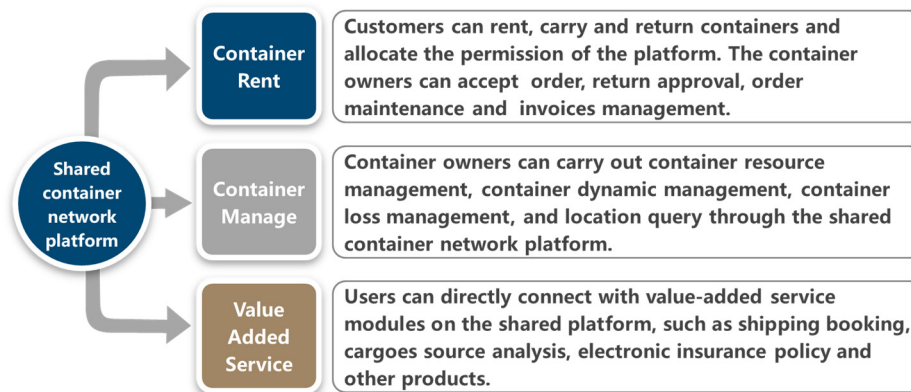 Shared
container
network
platform
Container
Rent
Customers can rent, carry and return containers and
allocate the permission of the platform. The container
owners can accept order, return approval, order
maintenance and invoices management.
Container
Manage
Container owners can carry out container resource
management, container dynamic management, container
loss management, and location query through the shared
container network platform.
Value
Added
Service
Users can directly connect with value-added service
modules on the shared platform, such as shipping booking,
cargoes source analysis, electronic insurance policy and
other products.